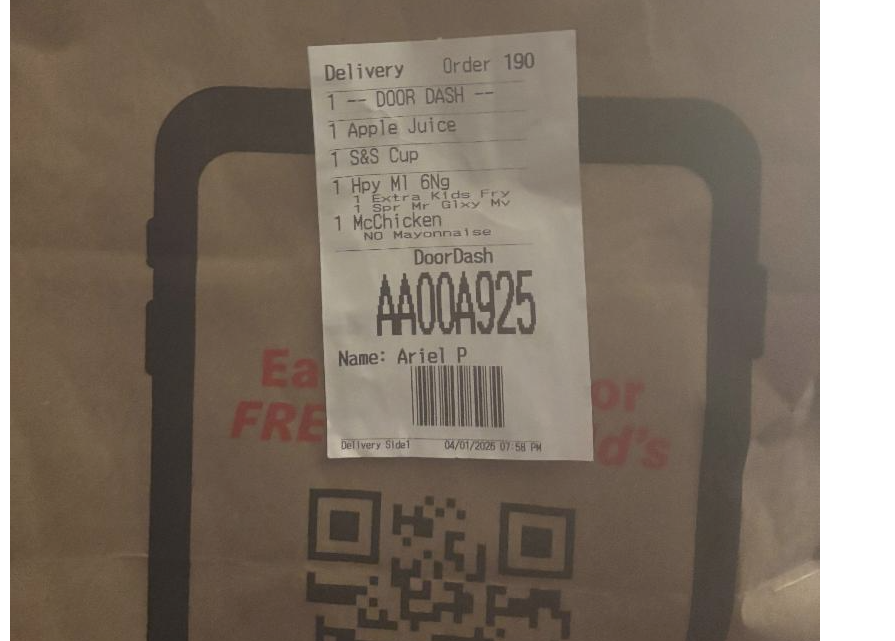 Delivery Order 190
1 -- DOOR DASH --
1 Apple Juice
1 S&S Cup
1 Hpy Ml 6Ng
1 Extra Kids Fry
1 Spr Mr Glxy Mv
1 McChicken
NO Mayonnaise
DoorDash
AA00A925
Name: Ariel P
Ea or
FRE d's
Delivery Side1 04/01/2026 07:58 PM